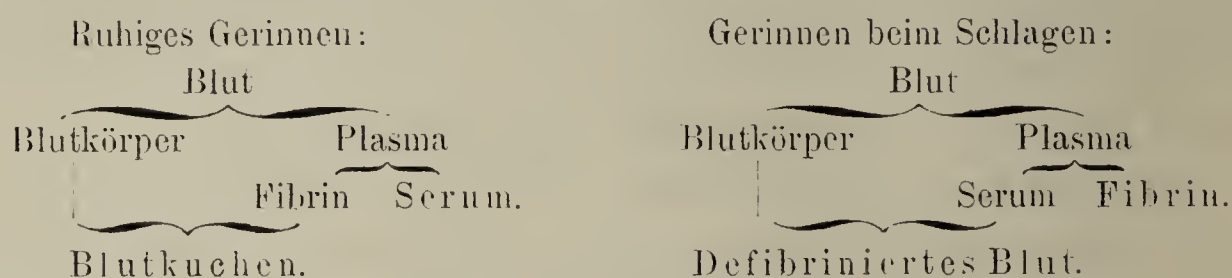 Ruhiges Gerinnen:
Blut
Blutkörper Plasma
Fibrin Serum.
Blutkuchen.
Gerinnen beim Schlagen:
Blut
Blutkörper Plasma
Serum Fibrin.
Defibriniertes Blut.